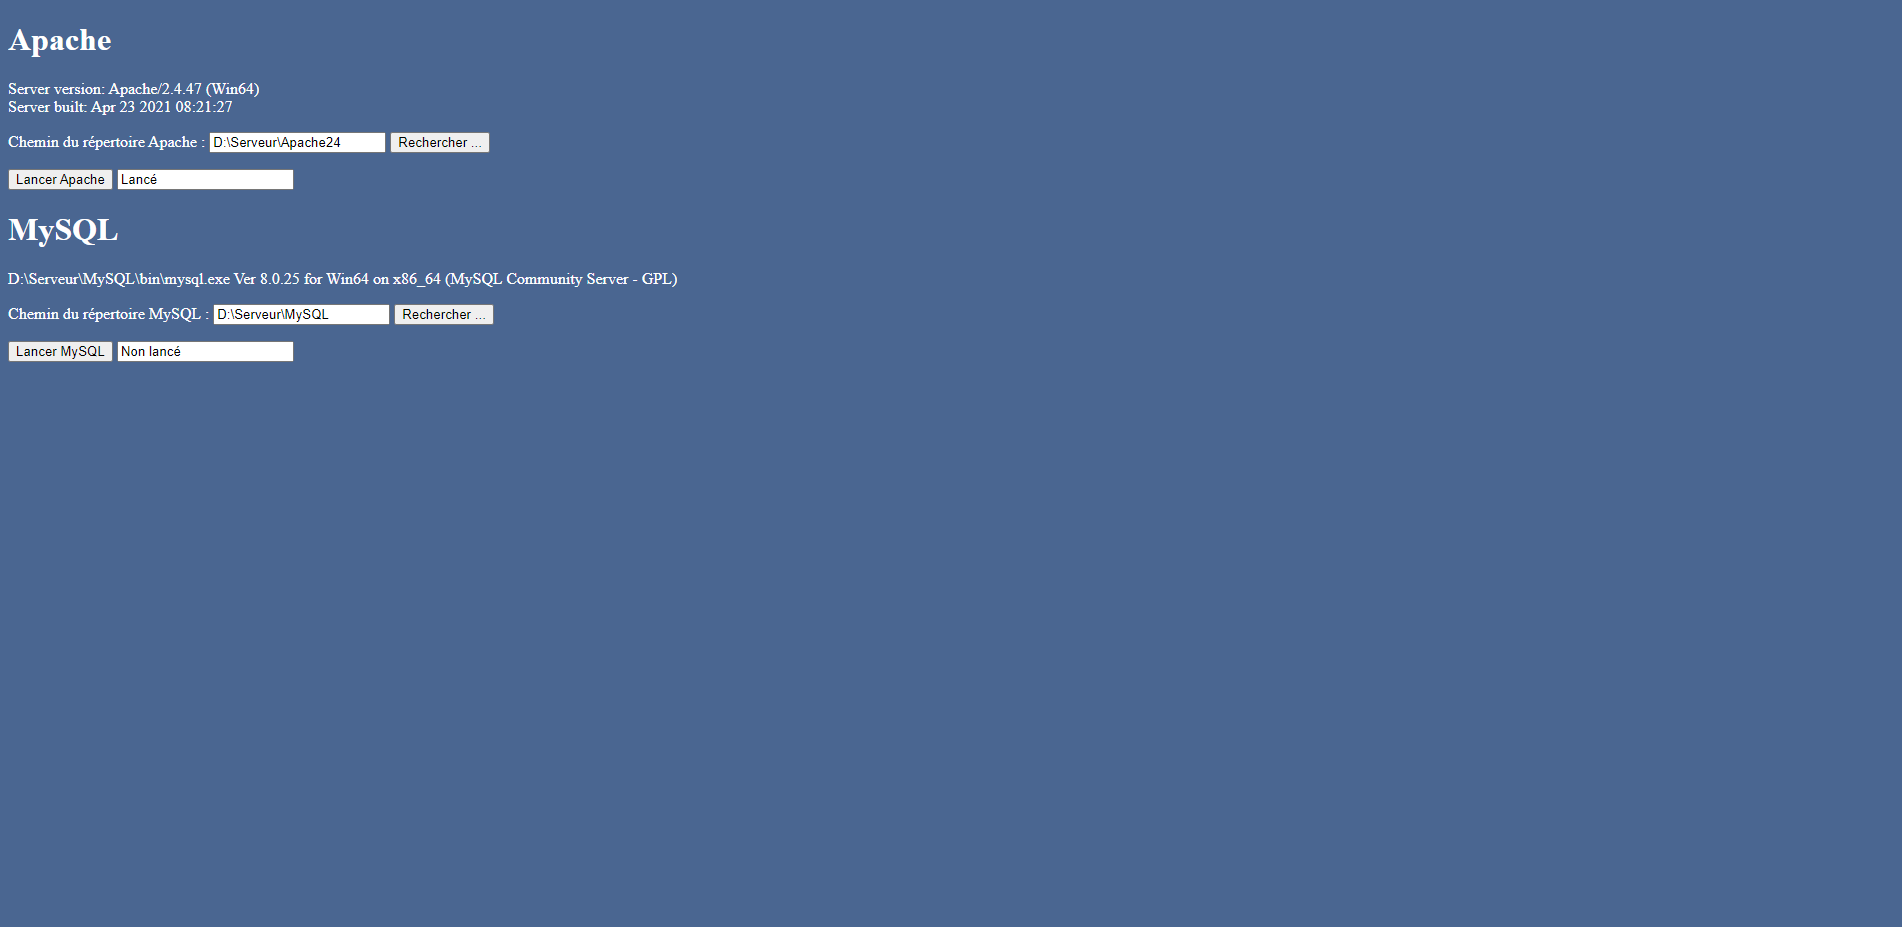 Apache
Server version: Apache/2.4.47 (Win64)
Server built: Apr 23 2021 08:21:27
Chemin du répertoire Apache : D:\Serveur\Apache24 Rechercher ...
Lancer Apache Lancé
MySQL
D:\Serveur\MySQL\bin\mysql.exe Ver 8.0.25 for Win64 on x86_64 (MySQL Community Server - GPL)
Chemin du répertoire MySQL : D:\Serveur\MySQL Rechercher ...
Lancer MySQL Non lancé